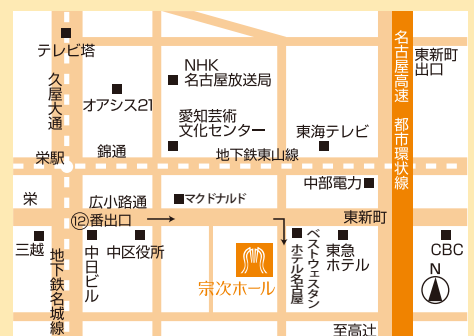 テレビ塔
久屋大通
オアシス21
NHK
名古屋放送局
愛知芸術
文化センター
東海テレビ
名古屋高速 都市環状線
東新町
出口
栄駅
錦通
地下鉄東山線
中部電力
栄
広小路通
マクドナルド
⑫番出口
東新町
三越
地下鉄名城線
中日ビル
中区役所
宗次ホール
ベストウェスタン
ホテル名古屋
東急
ホテル
CBC
N
至高辻